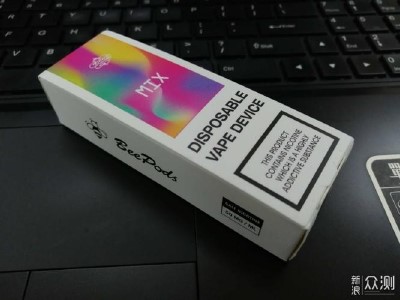 MIX
DISPOSABLE
VAPE DEVICE
THIS PRODUCT
CONTAINS NICOTINE
WHICH IS A HIGHLY
ADDICTIVE SUBSTANCE
BeePods
新浪众测